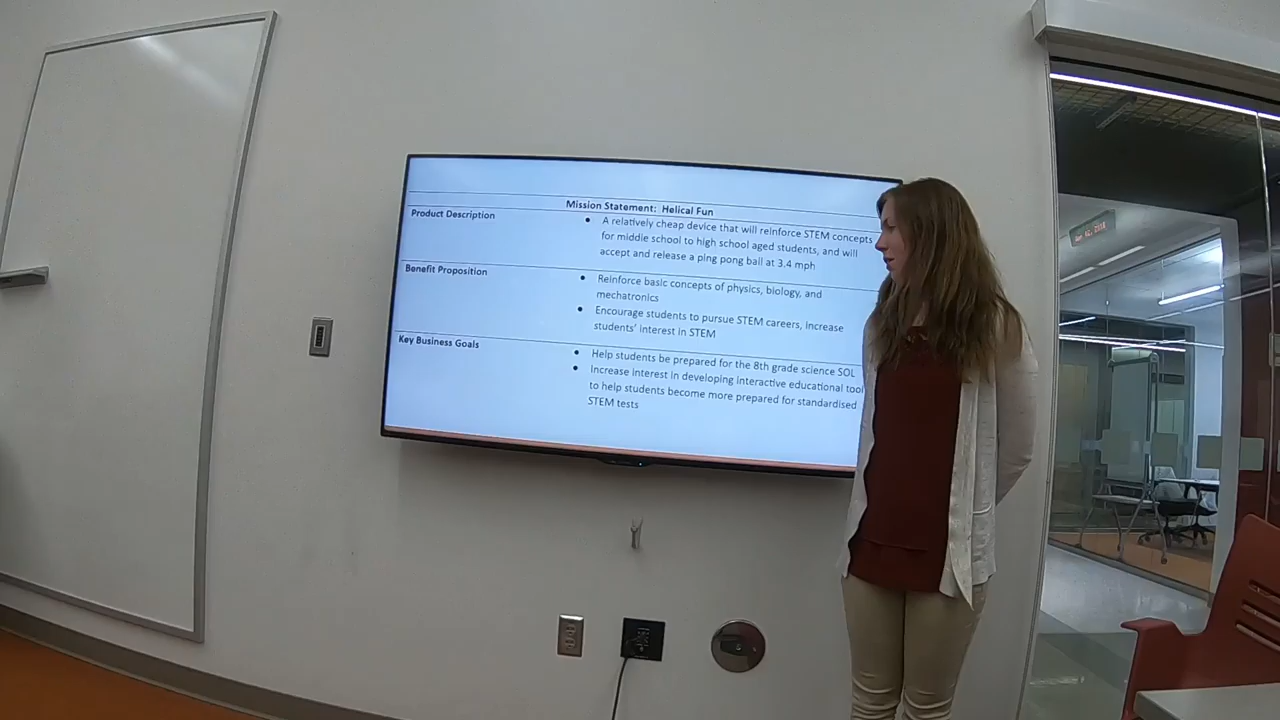 Mission Statement: Helical Fun
Product Description
• A relatively cheap device that will reinforce STEM concepts
for middle school to high school aged students, and will
accept and release a ping pong ball at 3.4 mph
Benefit Proposition
• Reinforce basic concepts of physics, biology, and
mechatronics
• Encourage students to pursue STEM careers, increase
students' interest in STEM
Key Business Goals
• Help students be prepared for the 8th grade science SOL
• Increase interest in developing interactive educational tool
to help students become more prepared for standardised
STEM tests